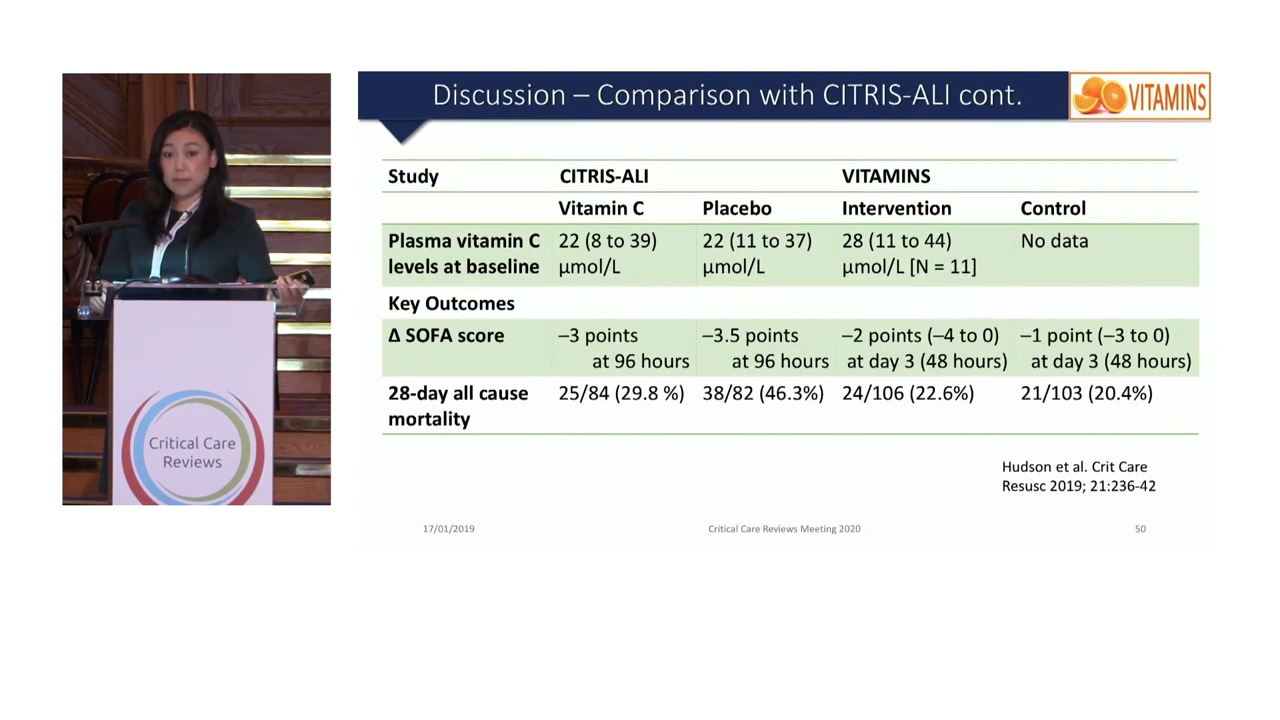 Discussion – Comparison with CITRIS-ALI cont.
VITAMINS
Study CITRIS-ALI VITAMINS
Vitamin C Placebo Intervention Control
Plasma vitamin C 22 (8 to 39) 22 (11 to 37) 28 (11 to 44) No data
levels at baseline µmol/L µmol/L µmol/L [N = 11]
Key Outcomes
Δ SOFA score –3 points –3.5 points –2 points (–4 to 0) –1 point (–3 to 0)
at 96 hours at 96 hours at day 3 (48 hours) at day 3 (48 hours)
28-day all cause 25/84 (29.8 %) 38/82 (46.3%) 24/106 (22.6%) 21/103 (20.4%)
mortality
Hudson et al. Crit Care
Resusc 2019; 21:236-42
17/01/2019 Critical Care Reviews Meeting 2020 50
Critical Care
Reviews